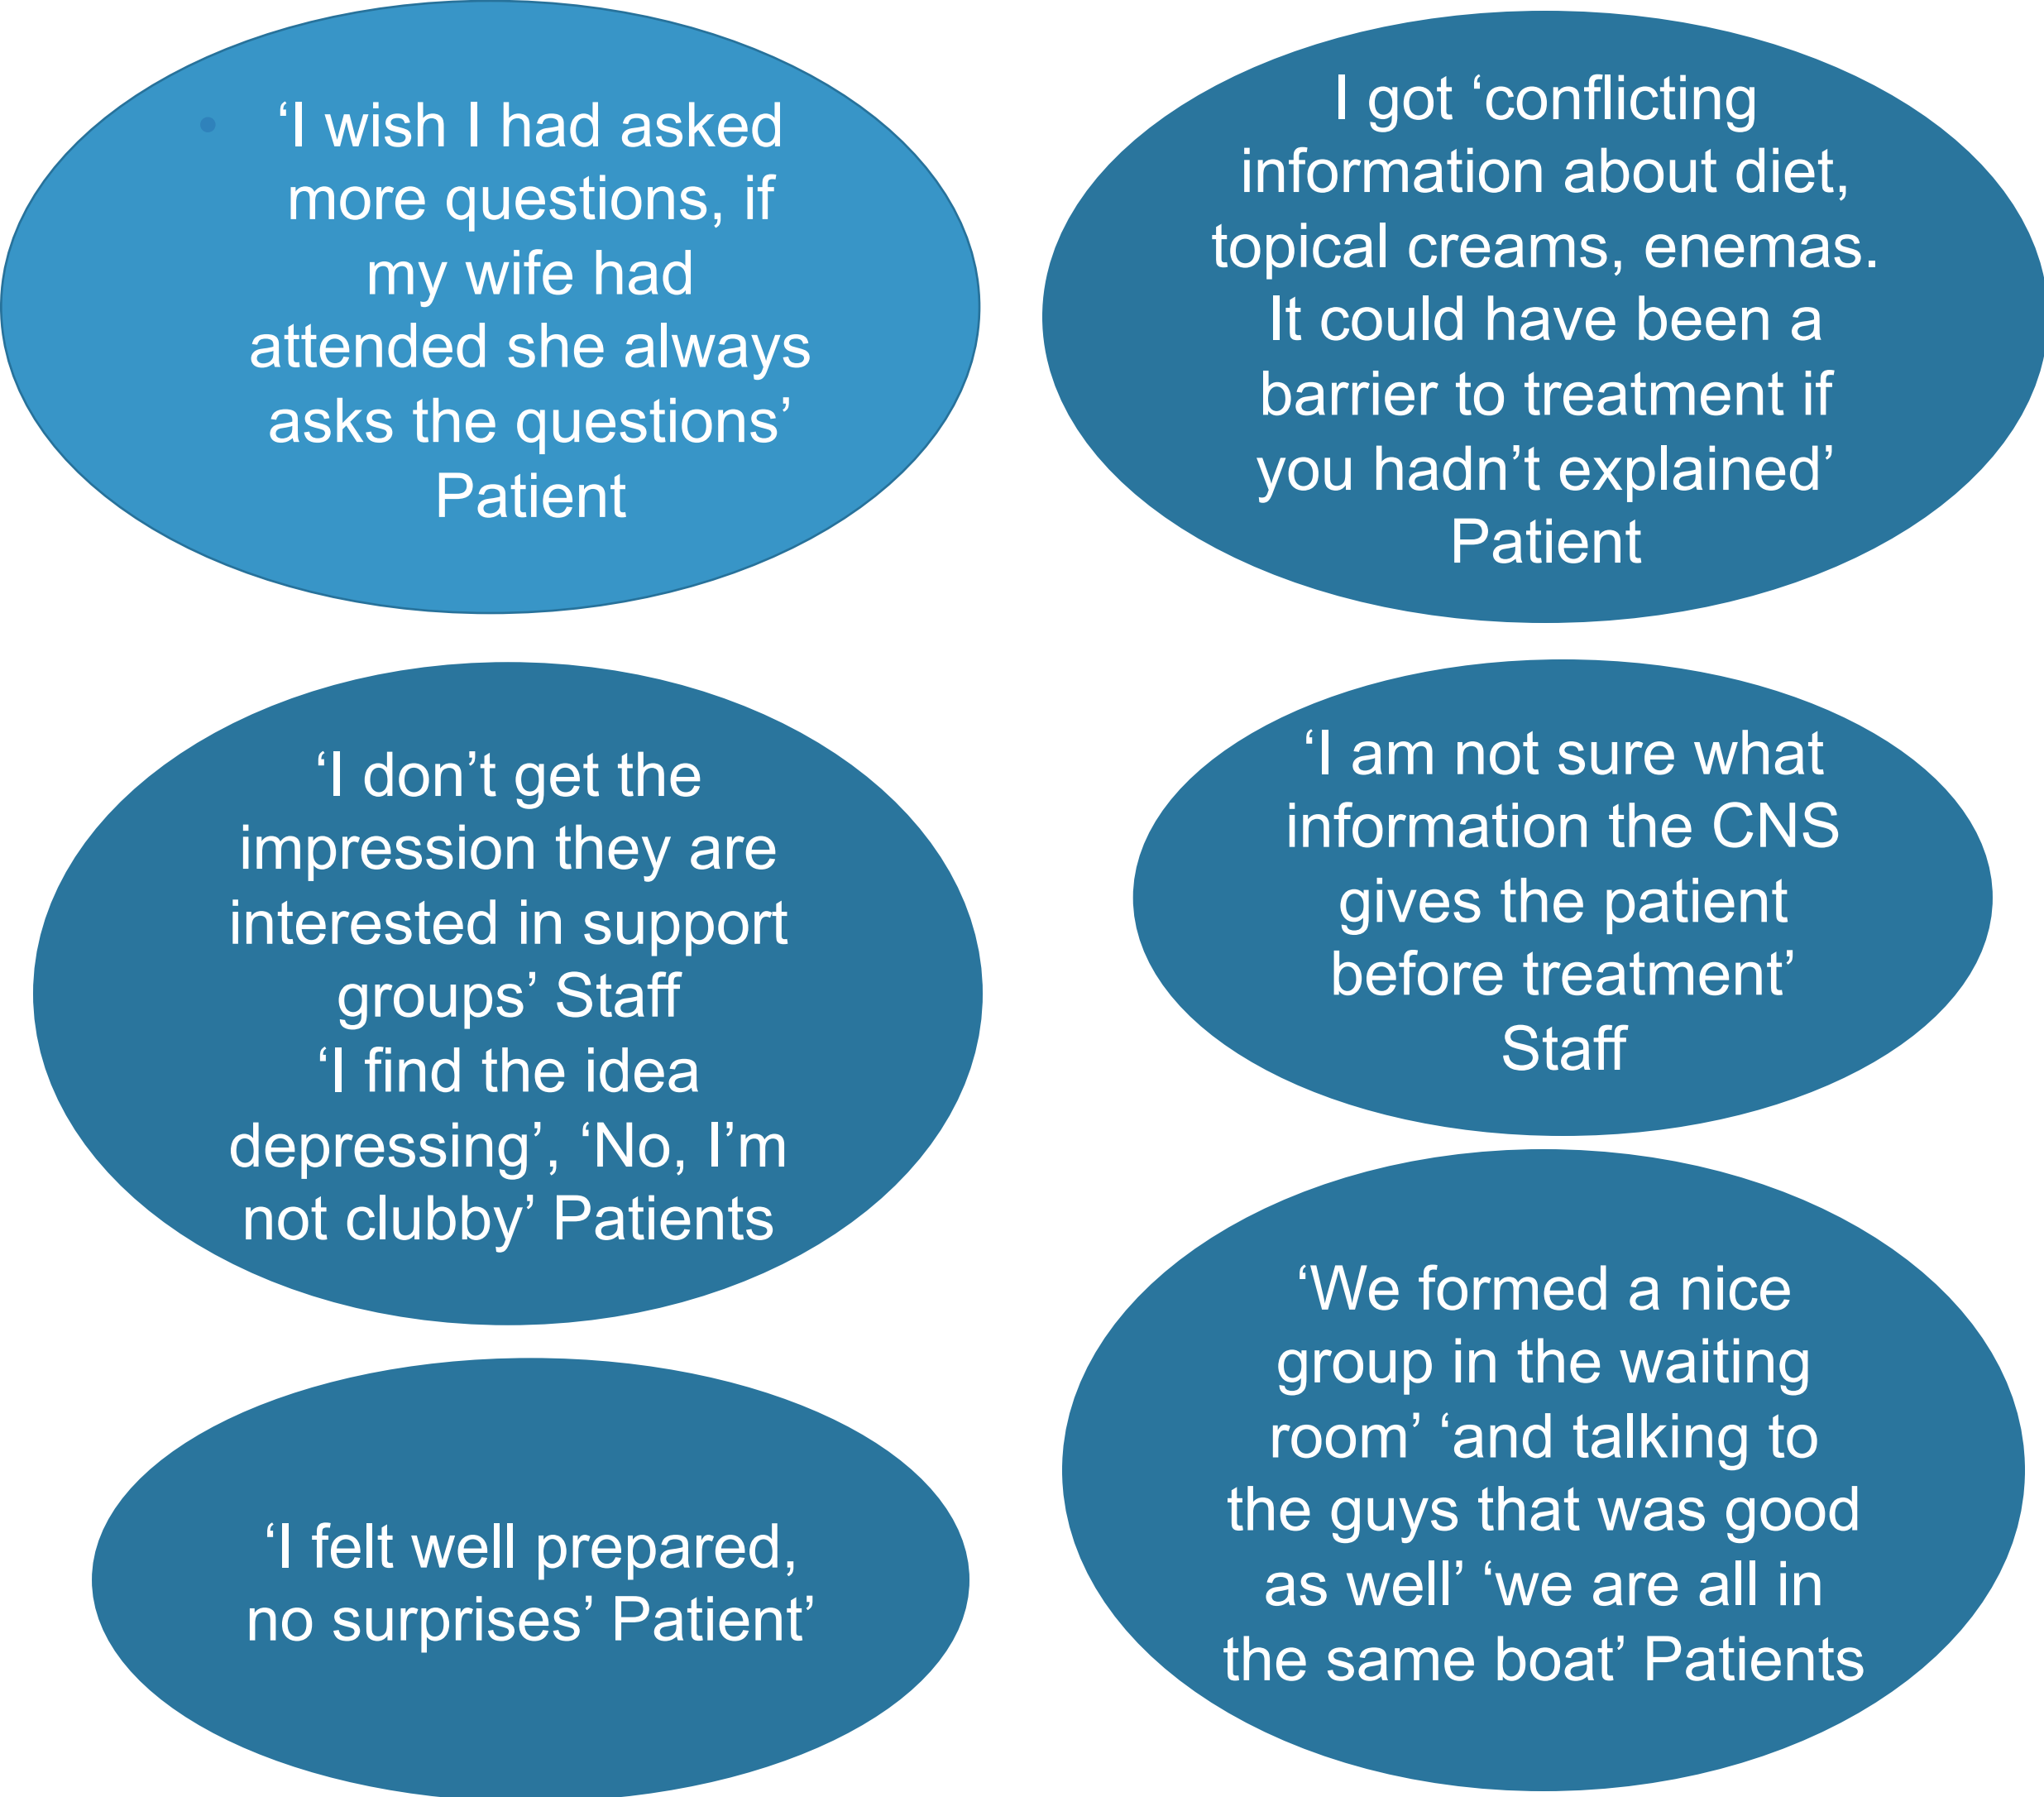 ‘I wish I had asked
more questions, if
my wife had
attended she always
asks the questions’
Patient
I got ‘conflicting
information about diet,
topical creams, enemas.
It could have been a
barrier to treatment if
you hadn’t explained’
Patient
‘I don’t get the
impression they are
interested in support
groups’ Staff
‘I find the idea
depressing’, ‘No, I’m
not clubby’ Patients
‘I am not sure what
information the CNS
gives the patient
before treatment’
Staff
‘I felt well prepared,
no surprises’ Patient’
‘We formed a nice
group in the waiting
room’ ‘and talking to
the guys that was good
as well’ ‘we are all in
the same boat’ Patients